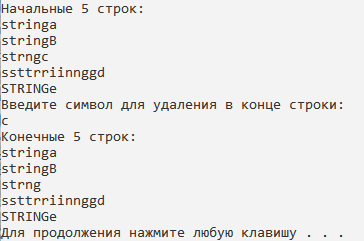 Начальные 5 строк:
stringa
stringB
strngc
ssttrriinnggd
STRINGe
Введите символ для удаления в конце строки:
c
Конечные 5 строк:
stringa
stringB
strng
ssttrriinnggd
STRINGe
Для продолжения нажмите любую клавишу . . .